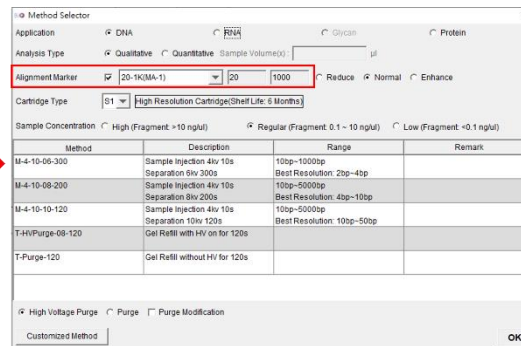 Method Selector
Application DNA RNA Glycan Protein
Analysis Type Qualitative Quantitative Sample Volume(s) : µl
Alignment Marker 20-1K(MA-1) 20 1000 Reduce Normal Enhance
Cartridge Type S1 High Resolution Cartridge(Shelf Life: 6 Months)
Sample Concentration High (Fragment: >10 ng/ul) Regular (Fragment: 0.1 ~ 10 ng/ul) Low (Fragment: <0.1 ng/ul)
Method Description Range Remark
M-4-10-06-300 Sample Injection 4kv 10s 10bp~1000bp
Separation 6kv 300s Best Resolution: 2bp~4bp
M-4-10-08-200 Sample Injection 4kv 10s 10bp~5000bp
Separation 8kv 200s Best Resolution: 4bp~10bp
M-4-10-10-120 Sample Injection 4kv 10s 10bp~5000bp
Separation 10kv 120s Best Resolution: 10bp~50bp
T-HVPurge-08-120 Gel Refill with HV on for 120s
T-Purge-120 Gel Refill without HV for 120s
High Voltage Purge Purge Purge Modification
Customized Method OK